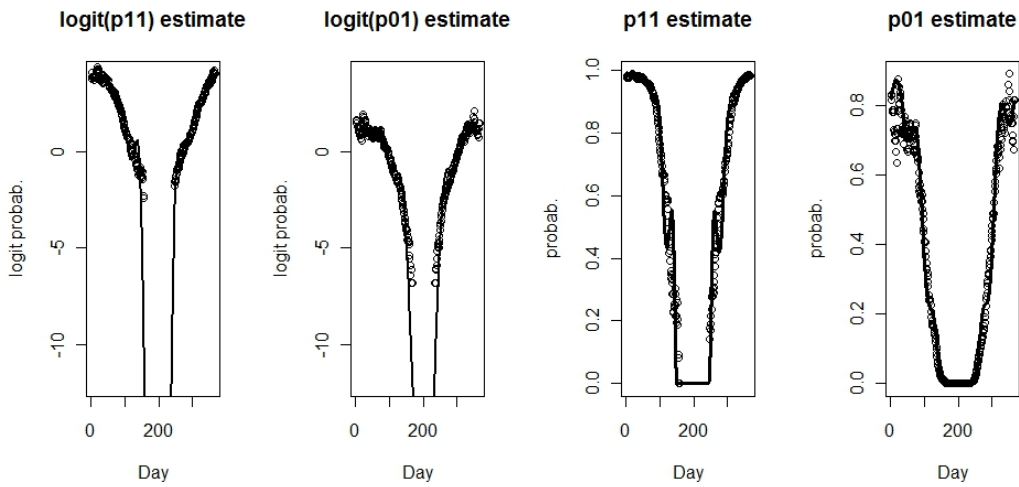 logit(p11) estimate
logit probab.
0
-5
-10
0
200
Day
logit(p01) estimate
logit probab.
0
-5
-10
0
200
Day
p11 estimate
probab.
1.0
0.8
0.6
0.4
0.2
0.0
0
200
Day
p01 estimate
probab.
0.8
0.6
0.4
0.2
0.0
0
200
Day